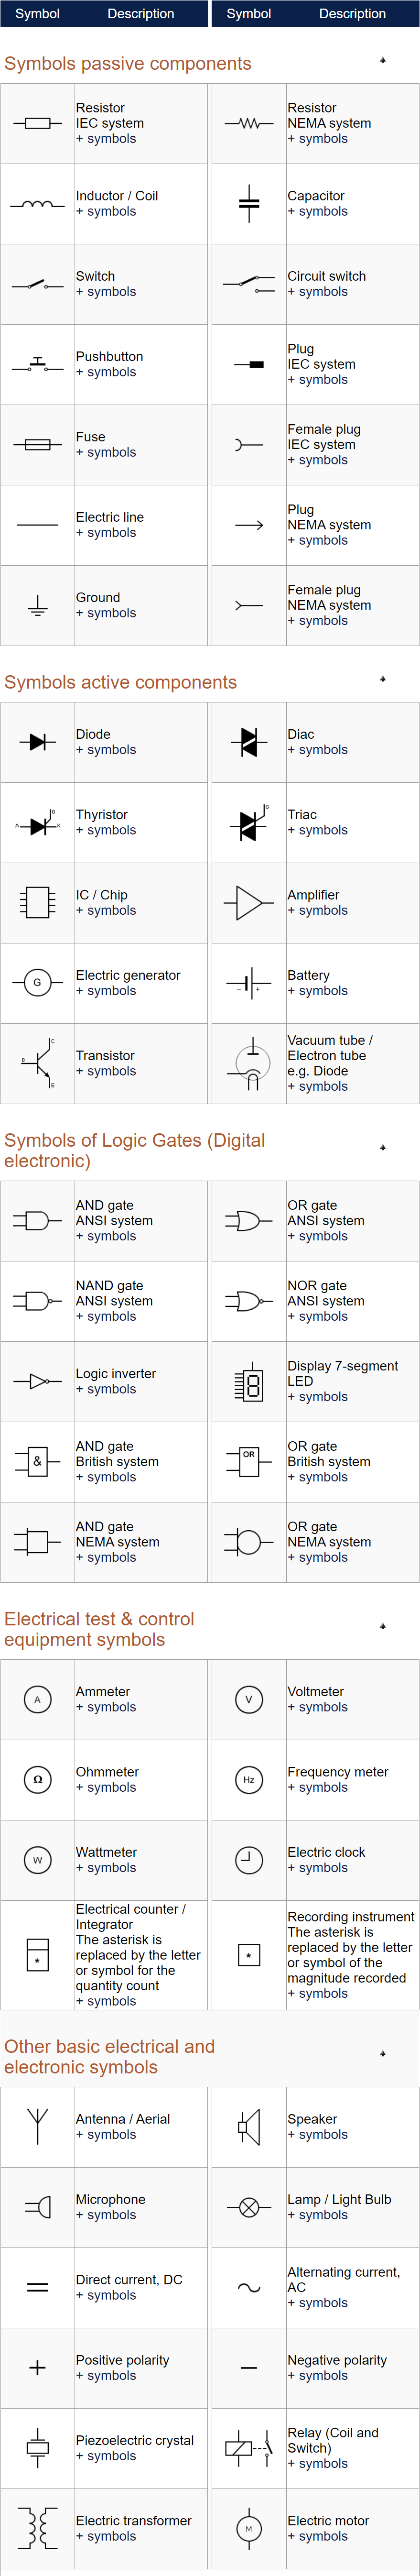 Symbol Description Symbol Description
Symbols passive components
Resistor
IEC system
+ symbols
Resistor
NEMA system
+ symbols
Inductor / Coil
+ symbols
Capacitor
+ symbols
Switch
+ symbols
Circuit switch
+ symbols
Pushbutton
+ symbols
Plug
IEC system
+ symbols
Fuse
+ symbols
Female plug
IEC system
+ symbols
Electric line
+ symbols
Plug
NEMA system
+ symbols
Ground
+ symbols
Female plug
NEMA system
+ symbols
Symbols active components
Diode
+ symbols
Diac
+ symbols
G
A K
Thyristor
+ symbols
G
Triac
+ symbols
IC / Chip
+ symbols
Amplifier
+ symbols
G
Electric generator
+ symbols
− +
Battery
+ symbols
C
B
E
Transistor
+ symbols
Vacuum tube /
Electron tube
e.g. Diode
+ symbols
Symbols of Logic Gates (Digital
electronic)
AND gate
ANSI system
+ symbols
OR gate
ANSI system
+ symbols
NAND gate
ANSI system
+ symbols
NOR gate
ANSI system
+ symbols
Logic inverter
+ symbols
8
Display 7-segment
LED
+ symbols
&
AND gate
British system
+ symbols
OR
OR gate
British system
+ symbols
AND gate
NEMA system
+ symbols
OR gate
NEMA system
+ symbols
Electrical test & control
equipment symbols
A
Ammeter
+ symbols
V
Voltmeter
+ symbols
Ω
Ohmmeter
+ symbols
Hz
Frequency meter
+ symbols
W
Wattmeter
+ symbols
Electric clock
+ symbols
*
Electrical counter /
Integrator
The asterisk is
replaced by the letter
or symbol for the
quantity count
+ symbols
*
Recording instrument
The asterisk is
replaced by the letter
or symbol of the
magnitude recorded
+ symbols
Other basic electrical and
electronic symbols
Antenna / Aerial
+ symbols
Speaker
+ symbols
Microphone
+ symbols
Lamp / Light Bulb
+ symbols
Direct current, DC
+ symbols
Alternating current,
AC
+ symbols
+
Positive polarity
+ symbols
−
Negative polarity
+ symbols
Piezoelectric crystal
+ symbols
Relay (Coil and
Switch)
+ symbols
Electric transformer
+ symbols
M
Electric motor
+ symbols